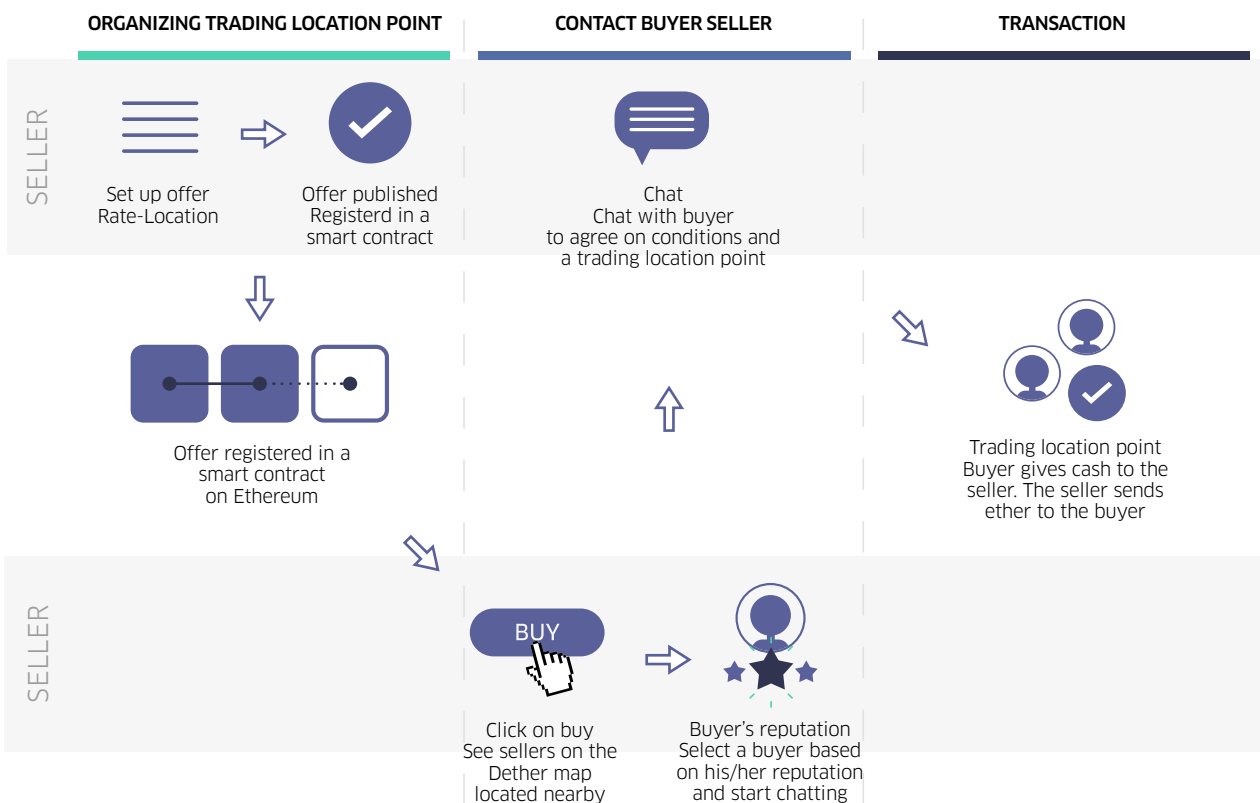 ORGANIZING TRADING LOCATION POINT
CONTACT BUYER SELLER
TRANSACTION
SELLER
Set up offer
Rate-Location
Offer published
Registerd in a
smart contract
Chat
Chat with buyer
to agree on conditions and
a trading location point
Offer registered in a
smart contract
on Ethereum
Trading location point
Buyer gives cash to the
seller. The seller sends
ether to the buyer
SELLER
BUY
Click on buy
See sellers on the
Dether map
located nearby
Buyer’s reputation
Select a buyer based
on his/her reputation
and start chatting